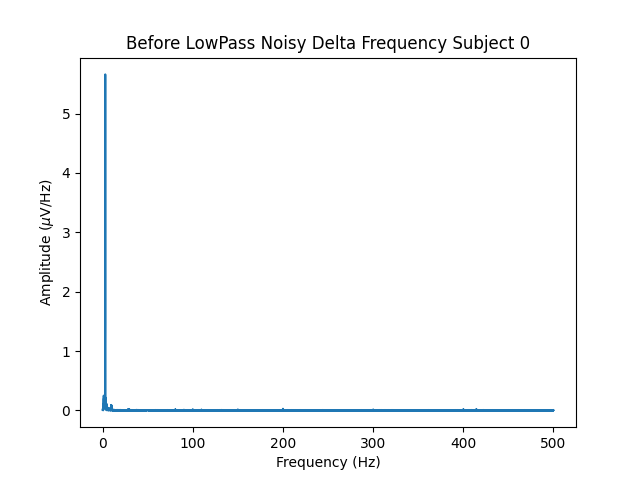 Before LowPass Noisy Delta Frequency Subject 0
Amplitude (μV/Hz)
5
4
3
2
1
0
0 100 200 300 400 500
Frequency (Hz)